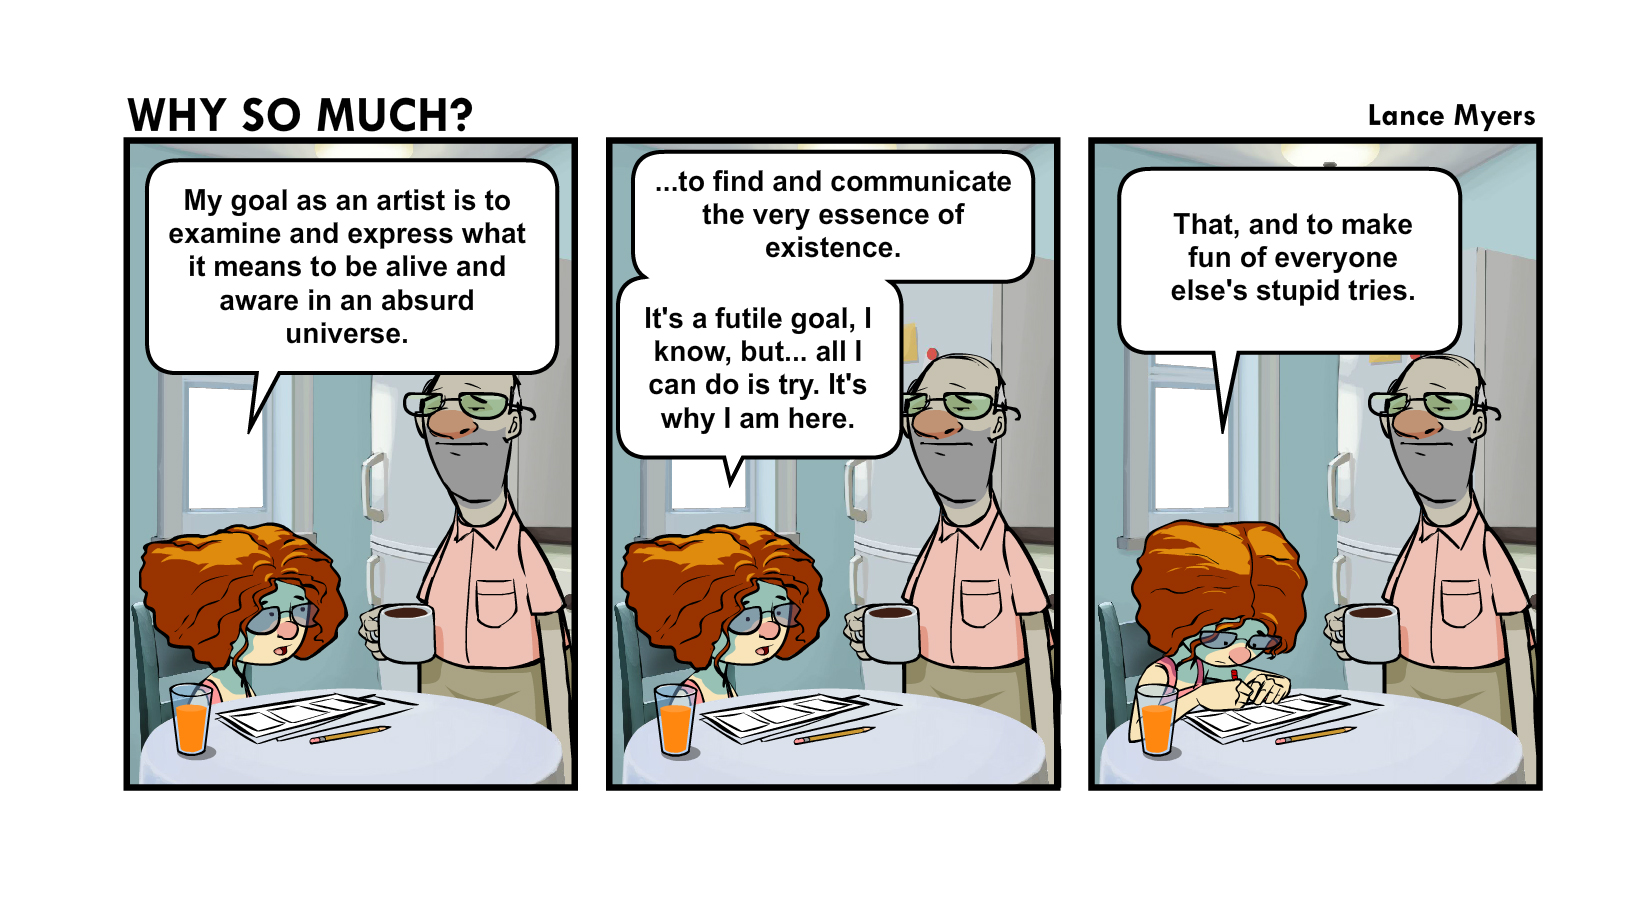 WHY SO MUCH?
Lance Myers
My goal as an artist is to
examine and express what
it means to be alive and
aware in an absurd
universe.
...to find and communicate
the very essence of
existence.
It's a futile goal, I
know, but... all I
can do is try. It's
why I am here.
That, and to make
fun of everyone
else's stupid tries.